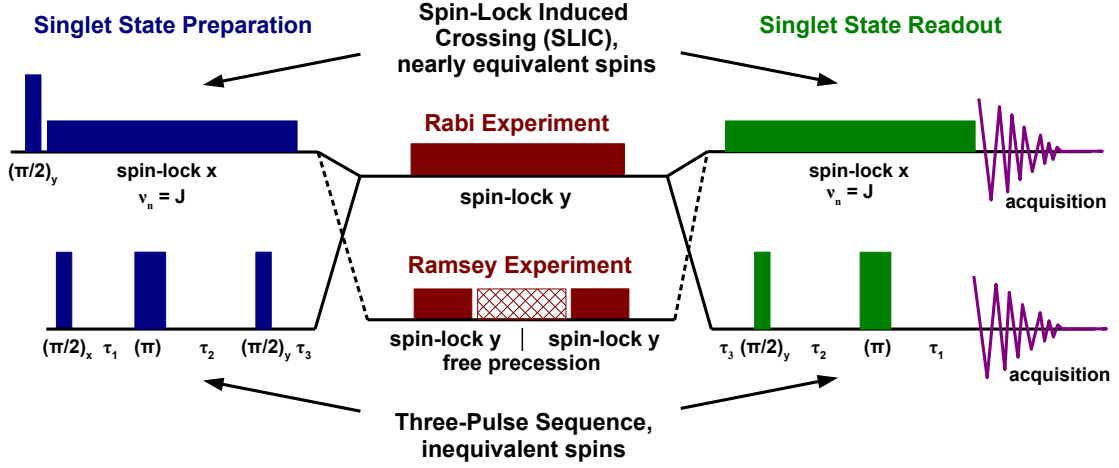 Singlet State Preparation
Spin-Lock Induced
Crossing (SLIC),
nearly equivalent spins
Singlet State Readout
(π/2)y
spin-lock x
νn = J
Rabi Experiment
spin-lock y
spin-lock x
νn = J
acquisition
Ramsey Experiment
spin-lock y
spin-lock y
free precession
(π/2)x τ1 (π) τ2 (π/2)y τ3
τ3 (π/2)y τ2 (π) τ1
acquisition
Three-Pulse Sequence,
inequivalent spins